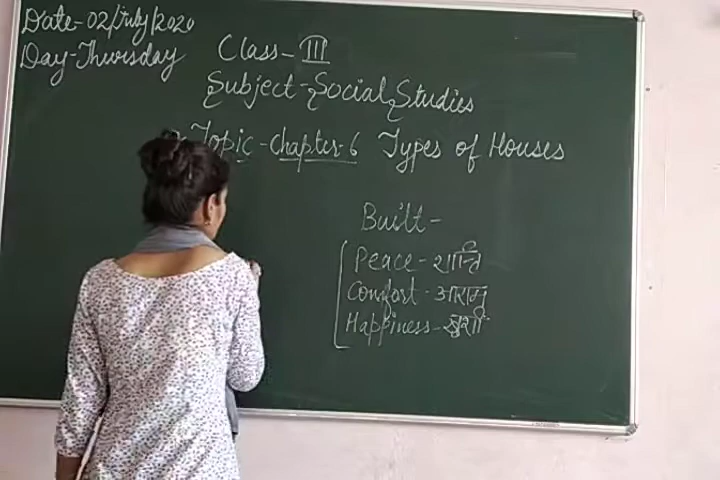 Date-02/July/2020
Day-Thursday
Class-III
Subject-Social Studies
Topic-Chapter-6 Types of Houses
Built-
Peace-शान्ति
Comfort-आराम
Happiness-खुशी